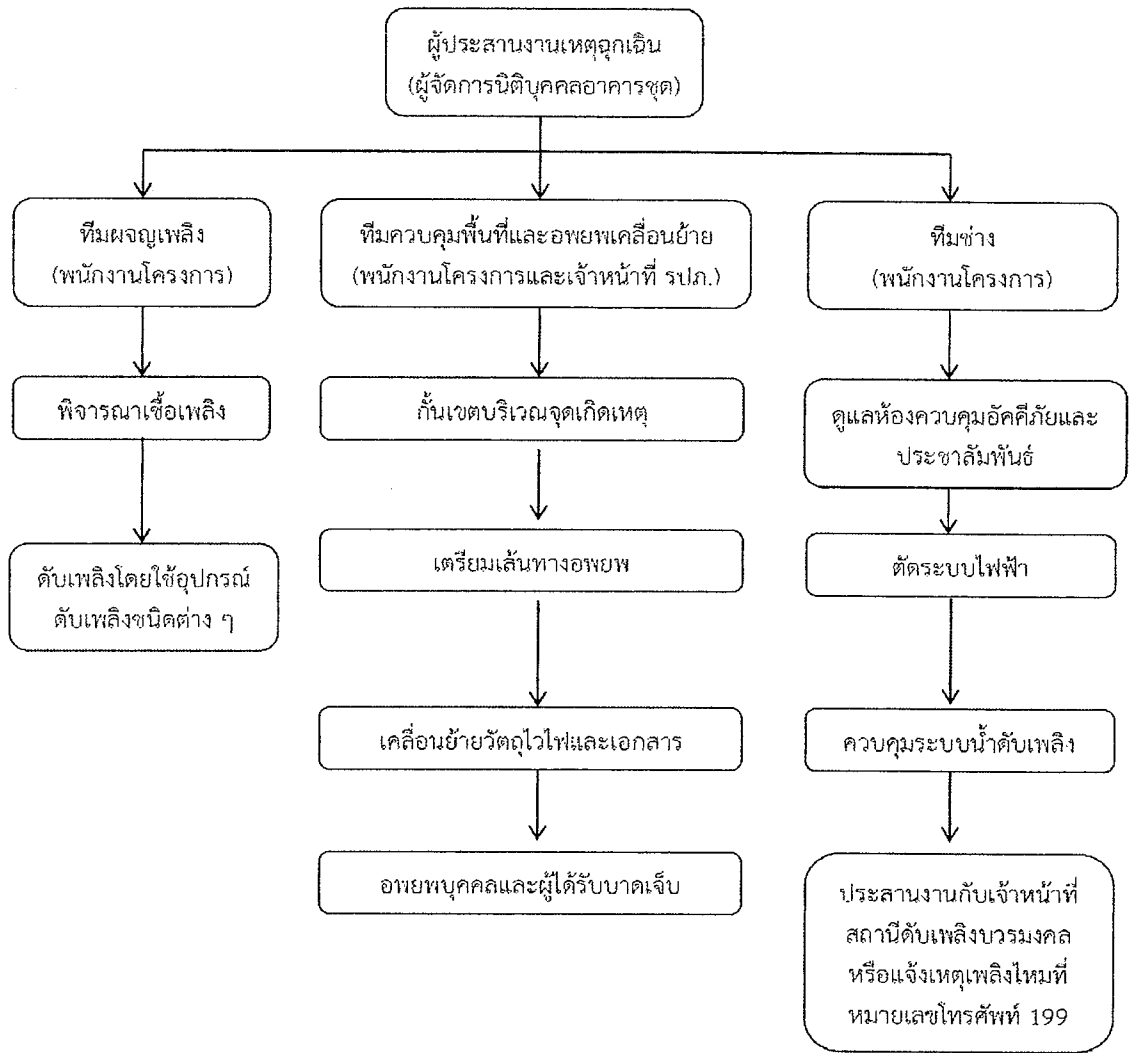 ผู้ประสานงานเหตุฉุกเฉิน
(ผู้จัดการนิติบุคคลอาคารชุด)
ทีมผจญเพลิง
(พนักงานโครงการ)
พิจารณาเชื้อเพลิง
ดับเพลิงโดยใช้อุปกรณ์
ดับเพลิงชนิดต่าง ๆ
ทีมควบคุมพื้นที่และอพยพเคลื่อนย้าย
(พนักงานโครงการและเจ้าหน้าที่ รปภ.)
กั้นเขตบริเวณจุดเกิดเหตุ
เตรียมเส้นทางอพยพ
เคลื่อนย้ายวัตถุไวไฟและเอกสาร
อพยพบุคคลและผู้ได้รับบาดเจ็บ
ทีมช่าง
(พนักงานโครงการ)
ดูแลห้องควบคุมอัคคีภัยและ
ประชาสัมพันธ์
ตัดระบบไฟฟ้า
ควบคุมระบบน้ำดับเพลิง
ประสานงานกับเจ้าหน้าที่
สถานีดับเพลิงบวรมงคล
หรือแจ้งเหตุเพลิงไหมที่
หมายเลขโทรศัพท์ 199